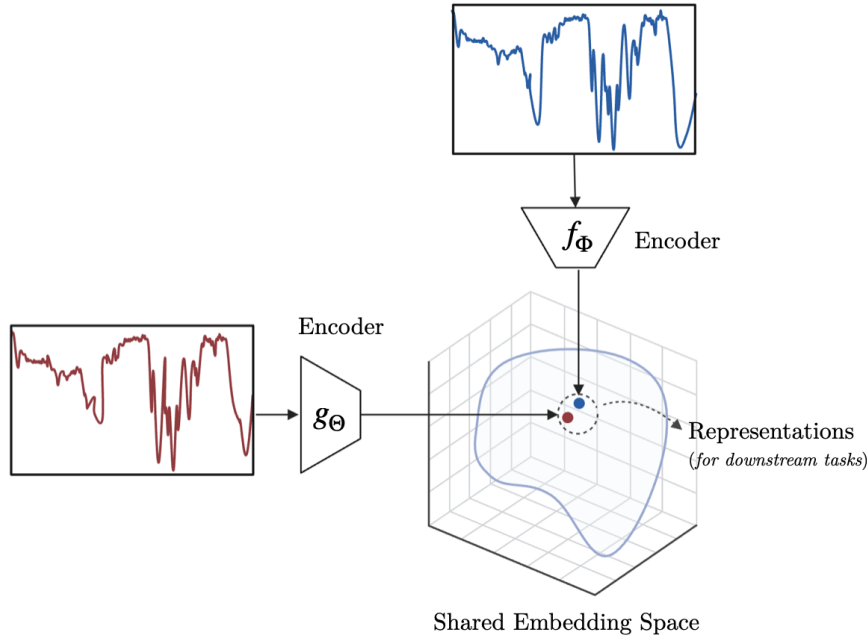 f_Φ
Encoder
Encoder
g_Θ
Representations
(for downstream tasks)
Shared Embedding Space